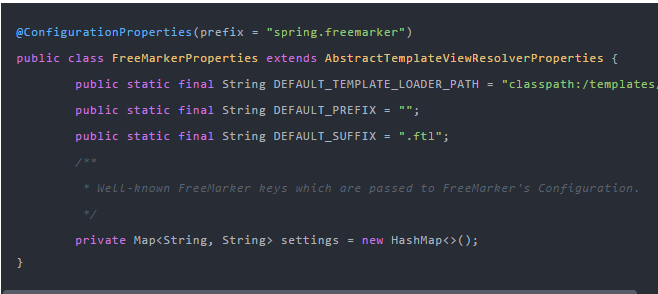 @ConfigurationProperties(prefix = "spring.freemarker")
public class FreeMarkerProperties extends AbstractTemplateViewResolverProperties {
public static final String DEFAULT_TEMPLATE_LOADER_PATH = "classpath:/templates/
public static final String DEFAULT_PREFIX = "";
public static final String DEFAULT_SUFFIX = ".ftl";
/**
* Well-known FreeMarker keys which are passed to FreeMarker's Configuration.
*/
private Map<String, String> settings = new HashMap<>();
}